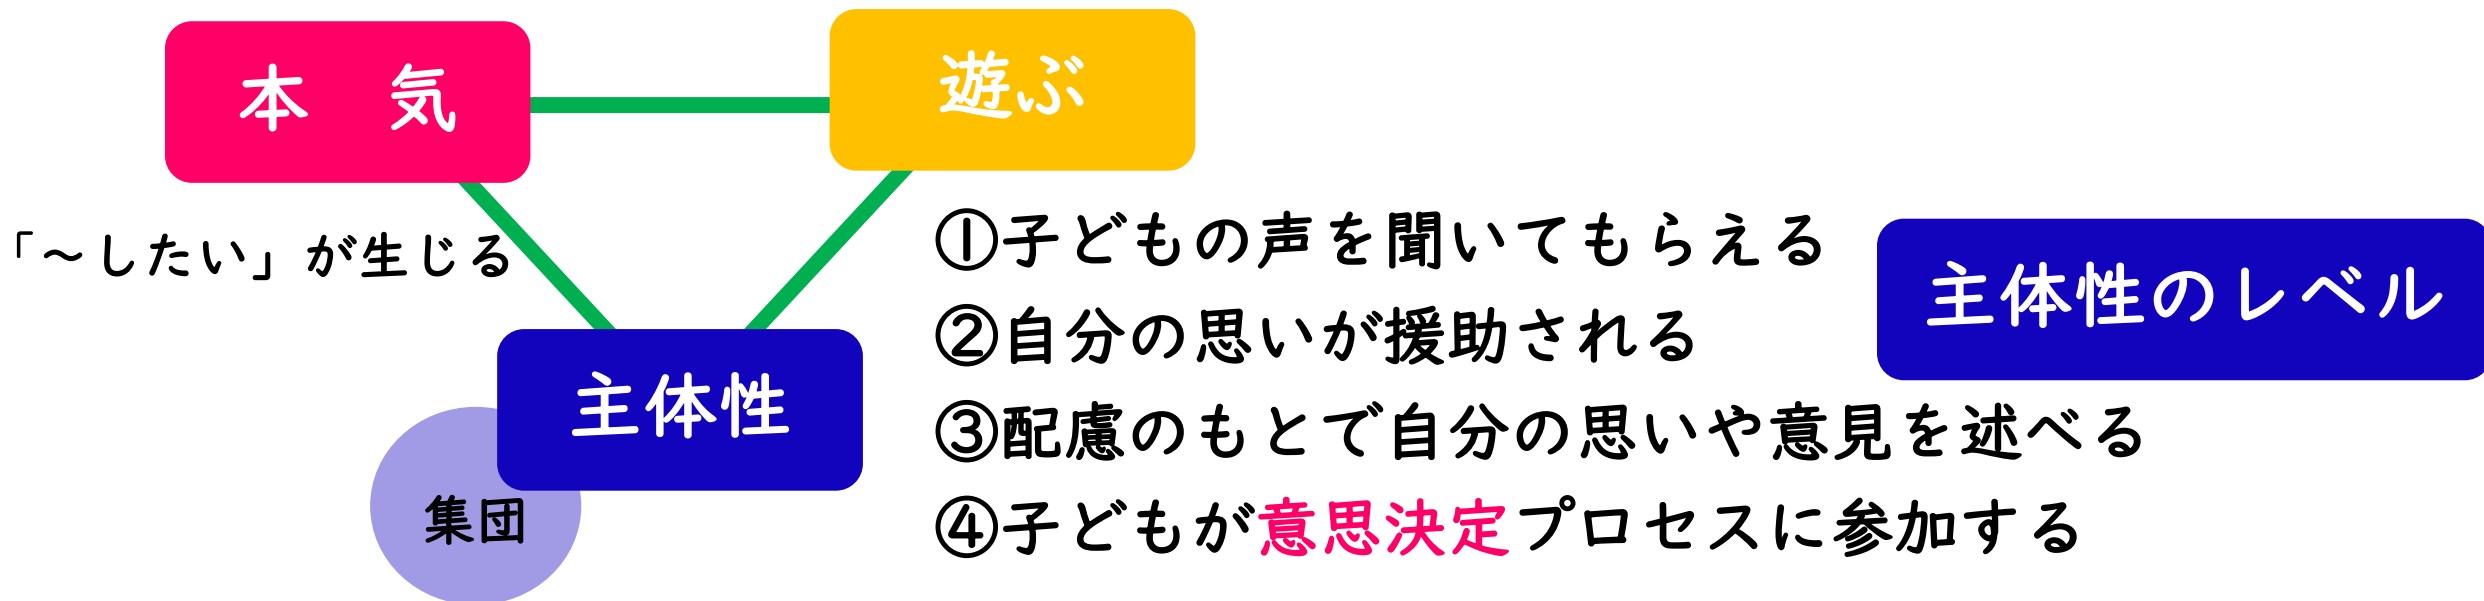 本　気
遊ぶ
「～したい」が生じる
主体性
集団
①子どもの声を聞いてもらえる
②自分の思いが援助される
③配慮のもとで自分の思いや意見を述べる
④子どもが意思決定プロセスに参加する
主体性のレベル